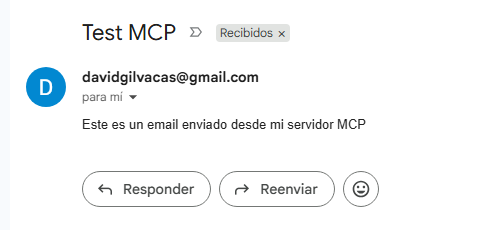 Test MCP Recibidos ×
D davidgilvacas@gmail.com
para mí
Este es un email enviado desde mi servidor MCP
Responder Reenviar